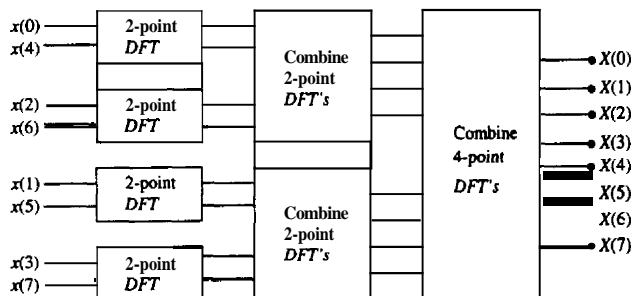 x(0)
x(4)
2-point
DFT
x(2)
x(6)
2-point
DFT
x(1)
x(5)
2-point
DFT
x(3)
x(7)
2-point
DFT
Combine
2-point
DFT's
Combine
2-point
DFT's
Combine
4-point
DFT's
X(0)
X(1)
X(2)
X(3)
X(4)
X(5)
X(6)
X(7)